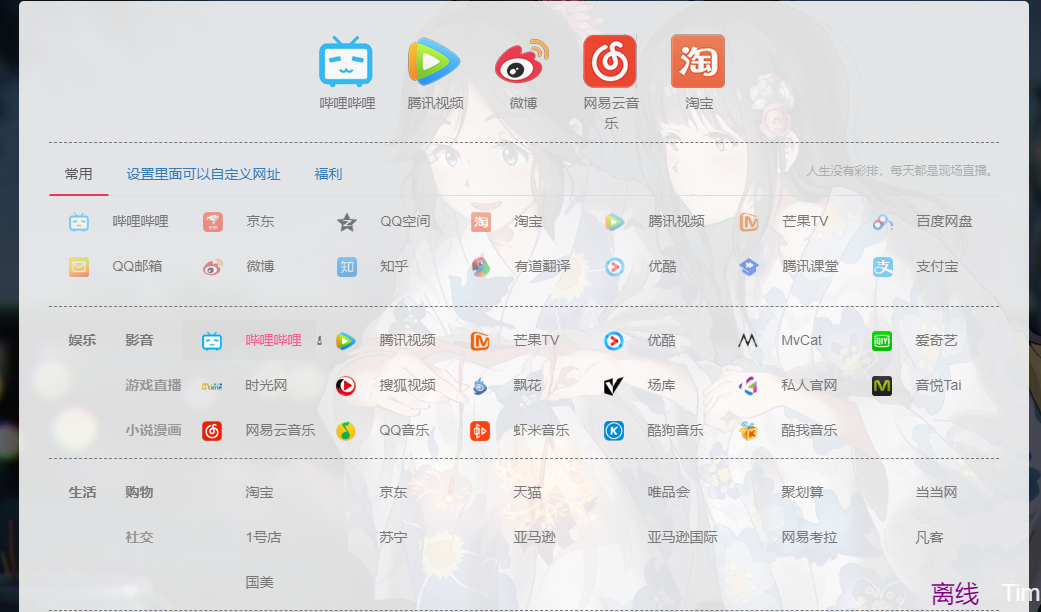 哔哩哔哩 腾讯视频 微博 网易云音乐 淘宝
常用 设置里面可以自定义网址 福利 人生没有彩排，每天都是现场直播。
哔哩哔哩 京东 QQ空间 淘宝 腾讯视频 芒果TV 百度网盘
QQ邮箱 微博 知乎 有道翻译 优酷 腾讯课堂 支付宝
娱乐 影音 哔哩哔哩 腾讯视频 芒果TV 优酷 MvCat 爱奇艺
游戏直播 时光网 搜狐视频 飘花 场库 私人官网 音悦Tai
小说漫画 网易云音乐 QQ音乐 虾米音乐 酷狗音乐 酷我音乐
生活 购物 淘宝 京东 天猫 唯品会 聚划算 当当网
社交 1号店 苏宁 亚马逊 亚马逊国际 网易考拉 凡客
国美
离线 Tim